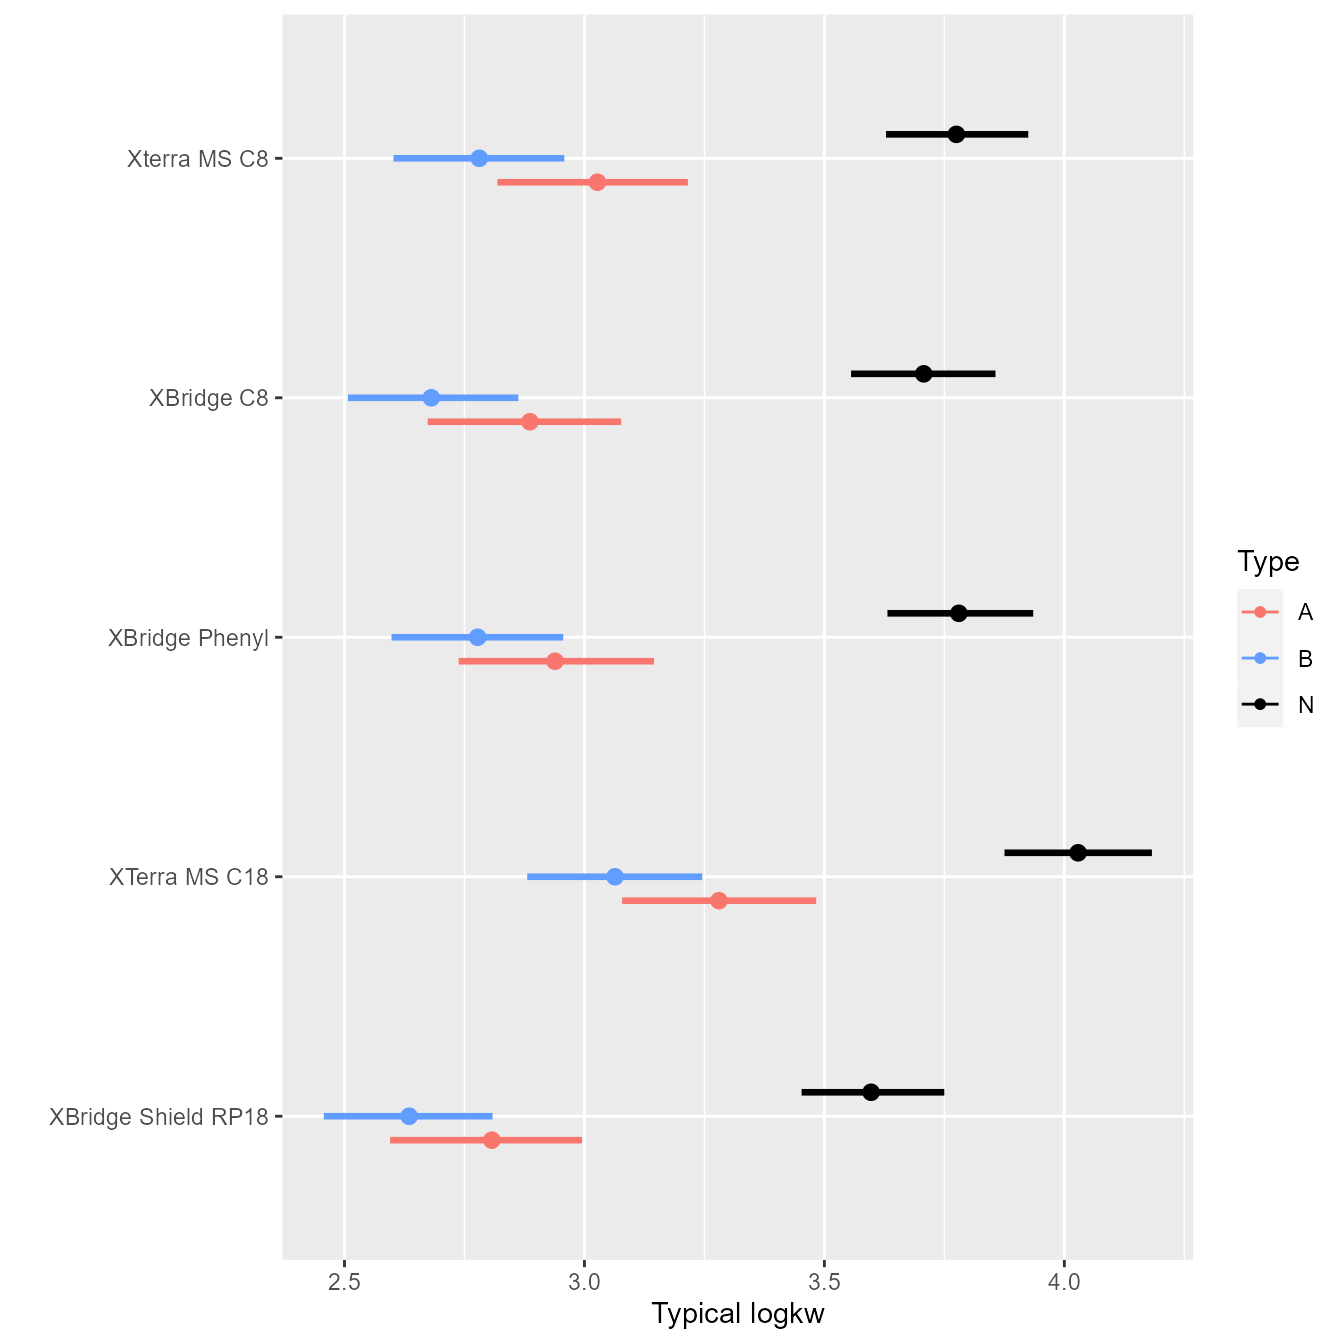 Xterra MS C8
XBridge C8
XBridge Phenyl
XTerra MS C18
XBridge Shield RP18
2.5 3.0 3.5 4.0
Typical logkw
Type
A
B
N